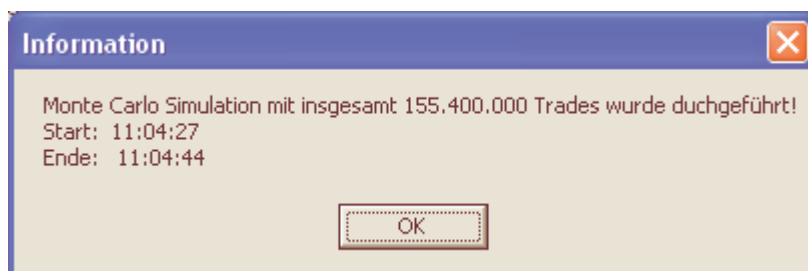 Information
Monte Carlo Simulation mit insgesamt 155.400.000 Trades wurde duchgeführt!
Start: 11:04:27
Ende: 11:04:44
OK